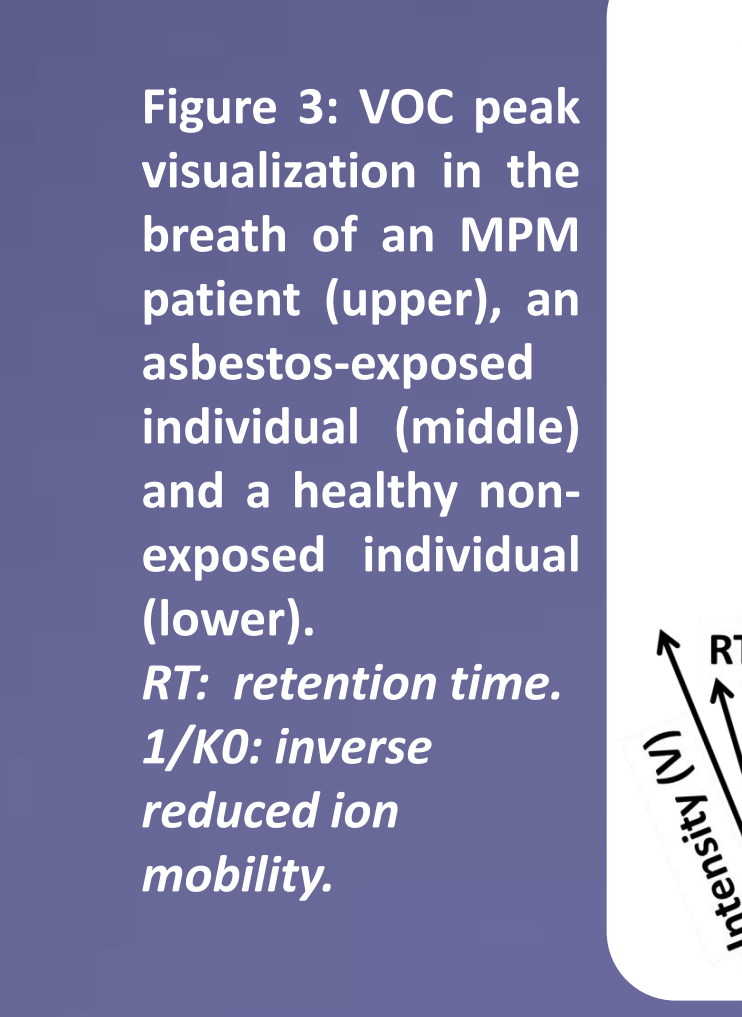 Figure 3: VOC peak
visualization in the
breath of an MPM
patient (upper), an
asbestos-exposed
individual (middle)
and a healthy non-
exposed individual
(lower).
RT: retention time.
1/K0: inverse
reduced ion
mobility.
RT
Intensity (V)